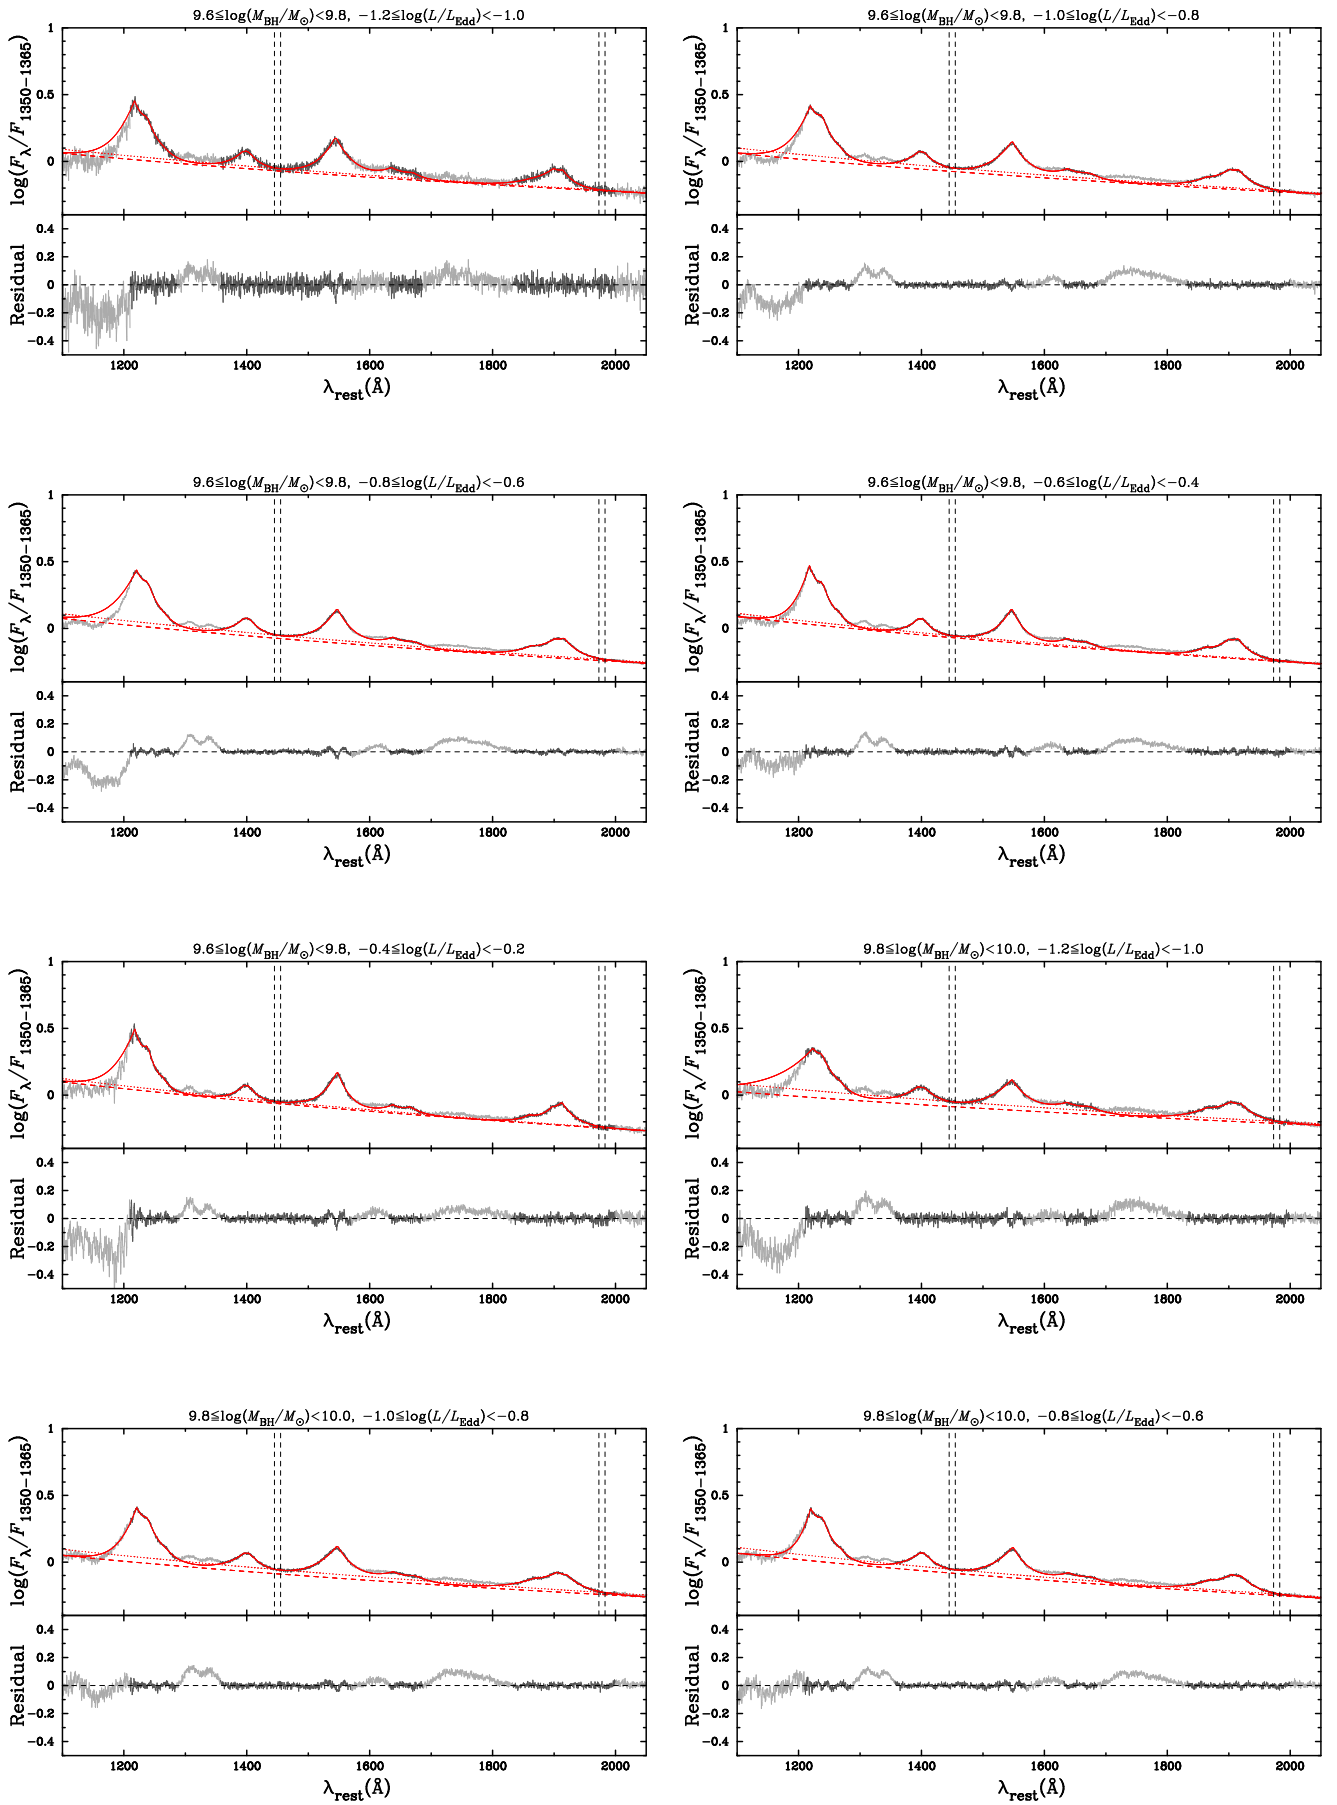 9.6≦log(M_BH/M_⊙)<9.8, −1.2≦log(L/L_Edd)<−1.0
1
0.5
0
log(F_λ/F_1350−1365)
0.4
0.2
0
−0.2
−0.4
Residual
1200 1400 1600 1800 2000
λ_rest(Å)
9.6≦log(M_BH/M_⊙)<9.8, −1.0≦log(L/L_Edd)<−0.8
1
0.5
0
log(F_λ/F_1350−1365)
0.4
0.2
0
−0.2
−0.4
Residual
1200 1400 1600 1800 2000
λ_rest(Å)
9.6≦log(M_BH/M_⊙)<9.8, −0.8≦log(L/L_Edd)<−0.6
1
0.5
0
log(F_λ/F_1350−1365)
0.4
0.2
0
−0.2
−0.4
Residual
1200 1400 1600 1800 2000
λ_rest(Å)
9.6≦log(M_BH/M_⊙)<9.8, −0.6≦log(L/L_Edd)<−0.4
1
0.5
0
log(F_λ/F_1350−1365)
0.4
0.2
0
−0.2
−0.4
Residual
1200 1400 1600 1800 2000
λ_rest(Å)
9.6≦log(M_BH/M_⊙)<9.8, −0.4≦log(L/L_Edd)<−0.2
1
0.5
0
log(F_λ/F_1350−1365)
0.4
0.2
0
−0.2
−0.4
Residual
1200 1400 1600 1800 2000
λ_rest(Å)
9.8≦log(M_BH/M_⊙)<10.0, −1.2≦log(L/L_Edd)<−1.0
1
0.5
0
log(F_λ/F_1350−1365)
0.4
0.2
0
−0.2
−0.4
Residual
1200 1400 1600 1800 2000
λ_rest(Å)
9.8≦log(M_BH/M_⊙)<10.0, −1.0≦log(L/L_Edd)<−0.8
1
0.5
0
log(F_λ/F_1350−1365)
0.4
0.2
0
−0.2
−0.4
Residual
1200 1400 1600 1800 2000
λ_rest(Å)
9.8≦log(M_BH/M_⊙)<10.0, −0.8≦log(L/L_Edd)<−0.6
1
0.5
0
log(F_λ/F_1350−1365)
0.4
0.2
0
−0.2
−0.4
Residual
1200 1400 1600 1800 2000
λ_rest(Å)